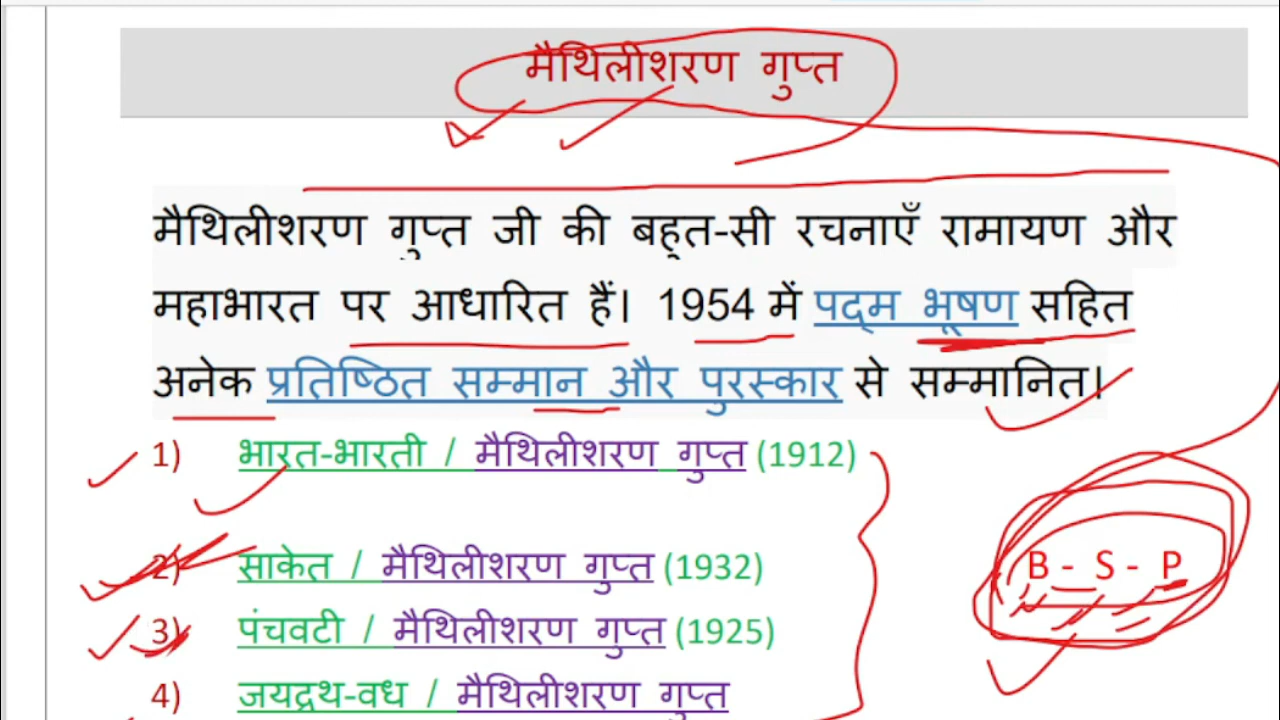 मैथिलीशरण गुप्त
मैथिलीशरण गुप्त जी की बहुत-सी रचनाएँ रामायण और
महाभारत पर आधारित हैं। 1954 में पद्म भूषण सहित
अनेक प्रतिष्ठित सम्मान और पुरस्कार से सम्मानित।
1) भारत-भारती / मैथिलीशरण गुप्त (1912)
2) साकेत / मैथिलीशरण गुप्त (1932)
B - S - P
3) पंचवटी / मैथिलीशरण गुप्त (1925)
4) जयद्रथ-वध / मैथिलीशरण गुप्त